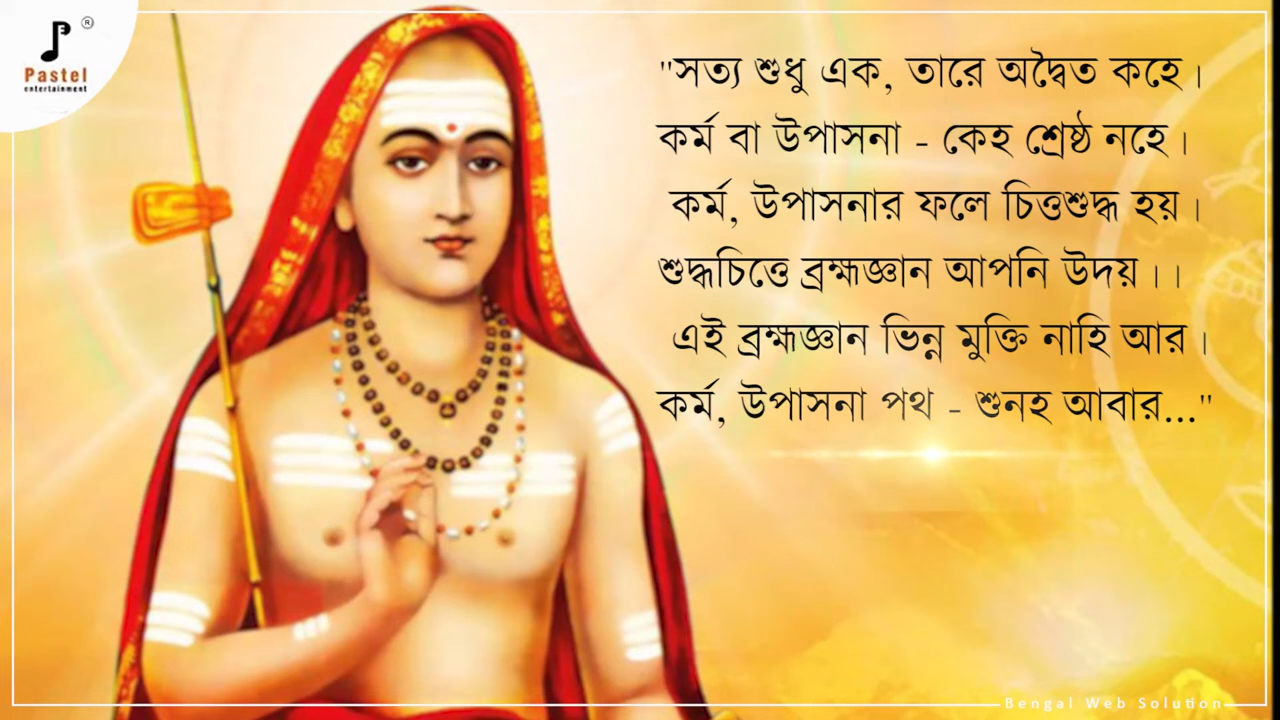 Pastel
entertainment
"সত্য শুধু এক, তারে অদ্বৈত কহে।
কর্ম বা উপাসনা - কেহ শ্রেষ্ঠ নহে।
কর্ম, উপাসনার ফলে চিত্তশুদ্ধ হয়।
শুদ্ধচিত্তে ব্রহ্মজ্ঞান আপনি উদয়।।
এই ব্রহ্মজ্ঞান ভিন্ন মুক্তি নাহি আর।
কর্ম, উপাসনা পথ - শুনহ আবার..."
Bengal Web Solution